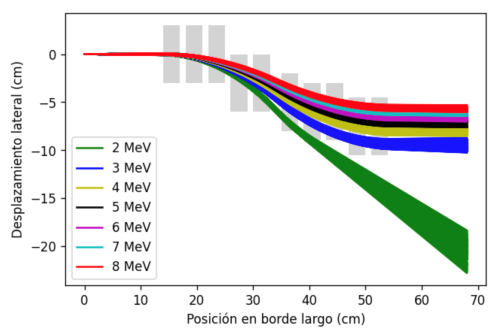 0
−5
−10
−15
−20
Desplazamiento lateral (cm)
2 MeV
3 MeV
4 MeV
5 MeV
6 MeV
7 MeV
8 MeV
0 10 20 30 40 50 60 70
Posición en borde largo (cm)